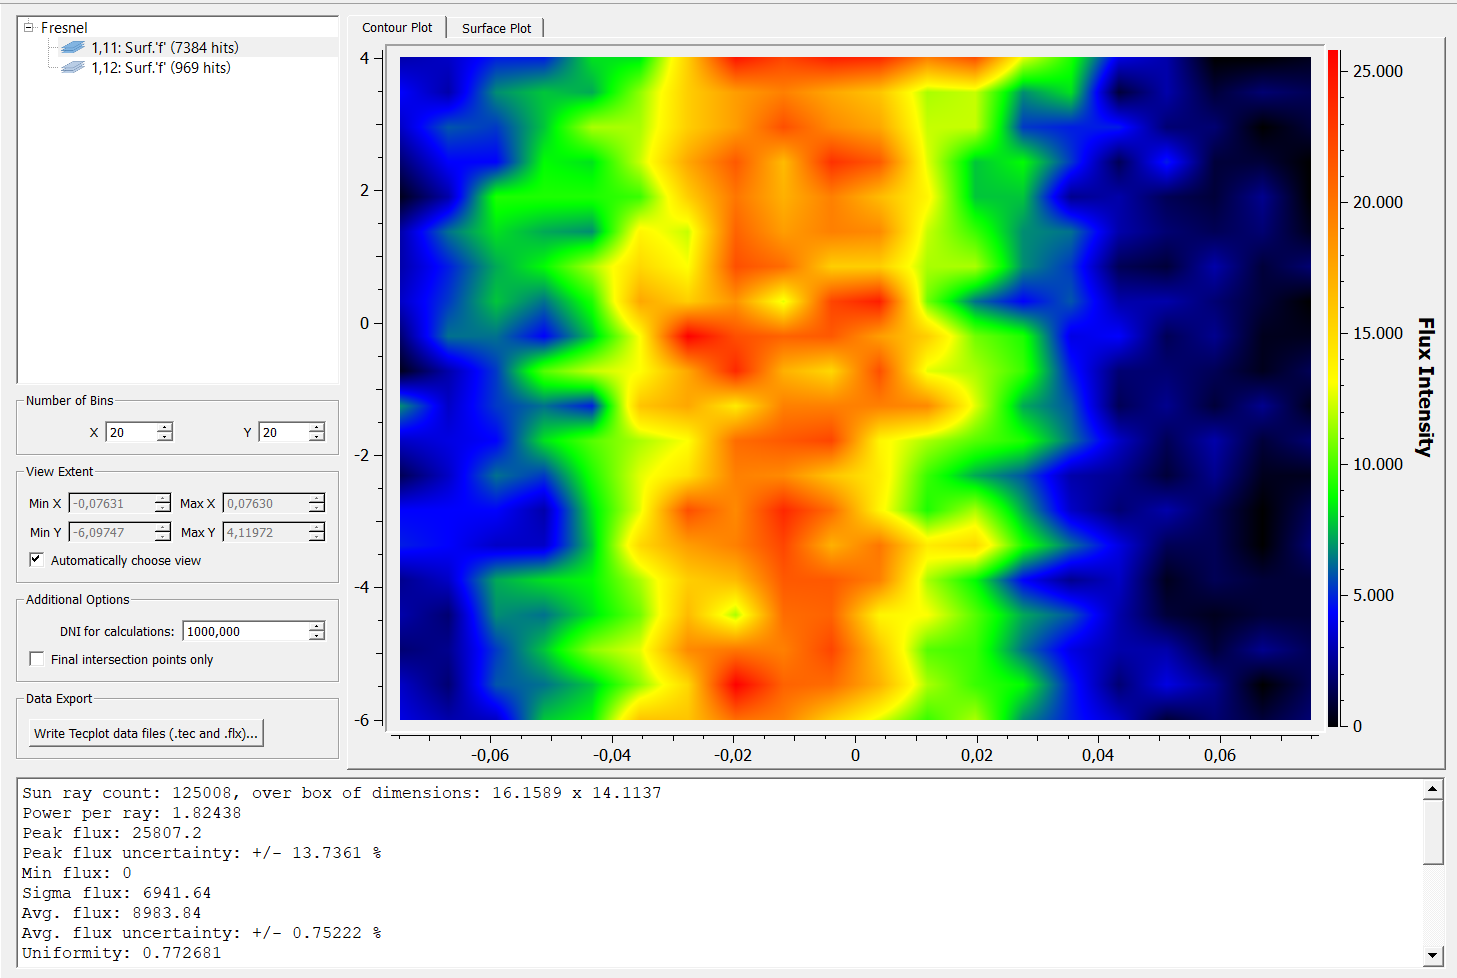 Fresnel
1,11: Surf.'f' (7384 hits)
1,12: Surf.'f' (969 hits)
Number of Bins
X 20 Y 20
View Extent
Min X -0,07631 Max X 0,07630
Min Y -6,09747 Max Y 4,11972
Automatically choose view
Additional Options
DNI for calculations: 1000,000
Final intersection points only
Data Export
Write Tecplot data files (.tec and .flx)...
Contour Plot Surface Plot
4
2
0
-2
-4
-6
-0,06 -0,04 -0,02 0 0,02 0,04 0,06
25.000
20.000
15.000
10.000
5.000
0
Flux Intensity
Sun ray count: 125008, over box of dimensions: 16.1589 x 14.1137
Power per ray: 1.82438
Peak flux: 25807.2
Peak flux uncertainty: +/- 13.7361 %
Min flux: 0
Sigma flux: 6941.64
Avg. flux: 8983.84
Avg. flux uncertainty: +/- 0.75222 %
Uniformity: 0.772681